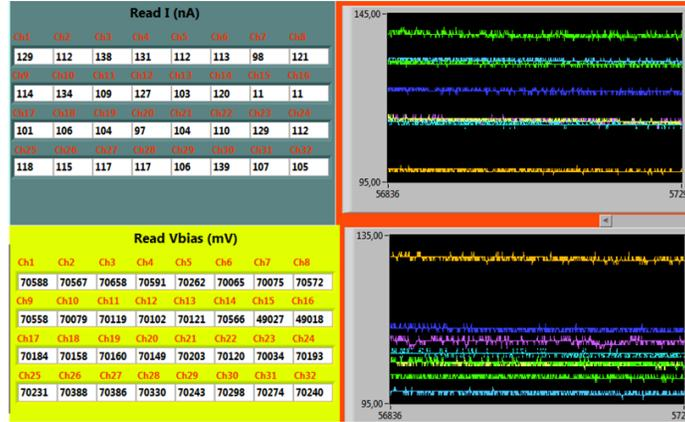 Read I (nA)
Ch1 Ch2 Ch3 Ch4 Ch5 Ch6 Ch7 Ch8
129 112 138 131 112 113 98 121
Ch9 Ch10 Ch11 Ch12 Ch13 Ch14 Ch15 Ch16
114 134 109 127 103 120 11 11
Ch17 Ch18 Ch19 Ch20 Ch21 Ch22 Ch23 Ch24
101 106 104 97 104 110 129 112
Ch25 Ch26 Ch27 Ch28 Ch29 Ch30 Ch31 Ch32
118 115 117 117 106 139 107 105
145,00
95,00
56836 572
Read Vbias (mV)
Ch1 Ch2 Ch3 Ch4 Ch5 Ch6 Ch7 Ch8
70588 70567 70658 70591 70262 70065 70075 70572
Ch9 Ch10 Ch11 Ch12 Ch13 Ch14 Ch15 Ch16
70558 70079 70119 70102 70121 70566 49027 49018
Ch17 Ch18 Ch19 Ch20 Ch21 Ch22 Ch23 Ch24
70184 70158 70160 70149 70203 70120 70034 70193
Ch25 Ch26 Ch27 Ch28 Ch29 Ch30 Ch31 Ch32
70231 70388 70386 70330 70243 70298 70274 70240
135,00
95,00
56836 572